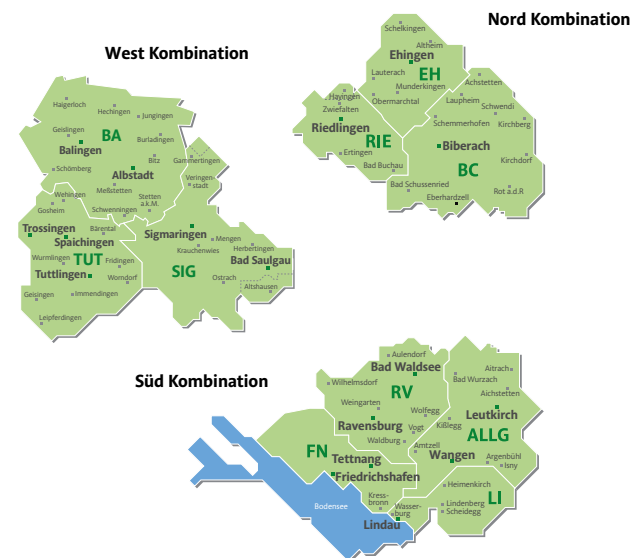 Nord Kombination
Schelkingen
Altheim
Ehingen
EH
Lauterach
Munderkingen
Obermarchtal
Achstetten
Laupheim
Schwendi
Hayingen
Zwiefalten
Riedlingen
RIE
Ertingen
Bad Buchau
Schemmerhofen
Kirchberg
Biberach
BC
Kirchdorf
Bad Schussenried
Rot a.d.R
Eberhardzell
West Kombination
Haigerloch
Hechingen
Jungingen
Geislingen
BA
Burladingen
Balingen
Bitz
Gammertingen
Schömberg
Albstadt
Veringen-
stadt
Meßstetten
Stetten
a.k.M.
Wehingen
Gosheim
Schwenningen
Trossingen
Bärental
Spaichingen
Sigmaringen
Mengen
Krauchenwies
Herbertingen
Wurmlingen
TUT
Fridingen
Bad Saulgau
Tuttlingen
Worndorf
SIG
Ostrach
Altshausen
Geisingen
Immendingen
Leipferdingen
Süd Kombination
Aulendorf
Bad Waldsee
Wilhelmsdorf
RV
Bad Wurzach
Aitrach
Aichstetten
Weingarten
Wolfegg
Leutkirch
Ravensburg
Vogt
Kißlegg
ALLG
Waldburg
Amtzell
FN
Tettnang
Wangen
Argenbühl
Isny
Friedrichshafen
Heimenkirch
LI
Kress-
bronn
Wasser-
burg
Lindenberg
Scheidegg
Bodensee
Lindau